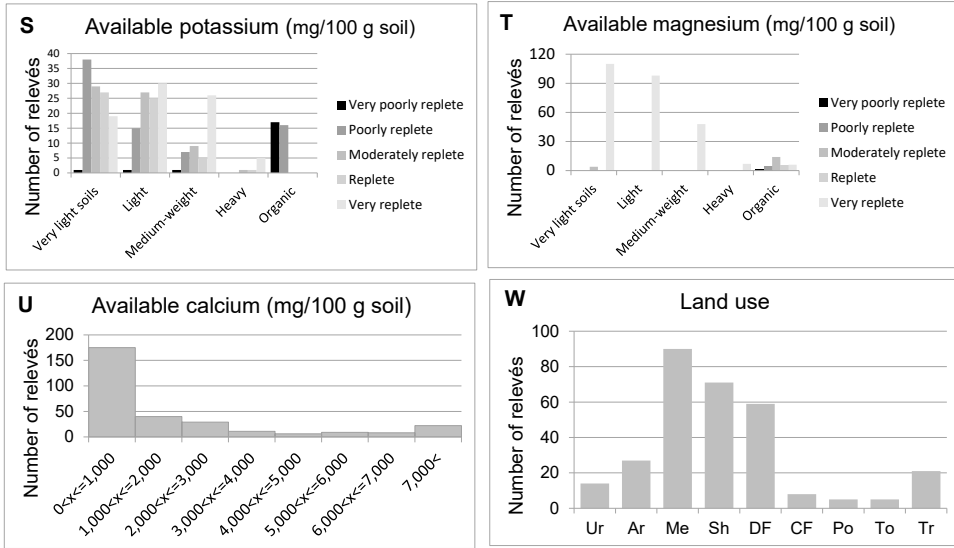 S Available potassium (mg/100 g soil)
Number of relevés
40
35
30
25
20
15
10
5
0
Very light soils
Light
Medium-weight
Heavy
Organic
Very poorly replete
Poorly replete
Moderately replete
Replete
Very replete
T Available magnesium (mg/100 g soil)
Number of relevés
120
90
60
30
0
Very light soils
Light
Medium-weight
Heavy
Organic
Very poorly replete
Poorly replete
Moderately replete
Replete
Very replete
U Available calcium (mg/100 g soil)
Number of relevés
200
150
100
50
0
0<x<=1,000
1,000<x<=2,000
2,000<x<=3,000
3,000<x<=4,000
4,000<x<=5,000
5,000<x<=6,000
6,000<x<=7,000
7,000<
W Land use
Number of relevés
100
80
60
40
20
0
Ur Ar Me Sh DF CF Po To Tr